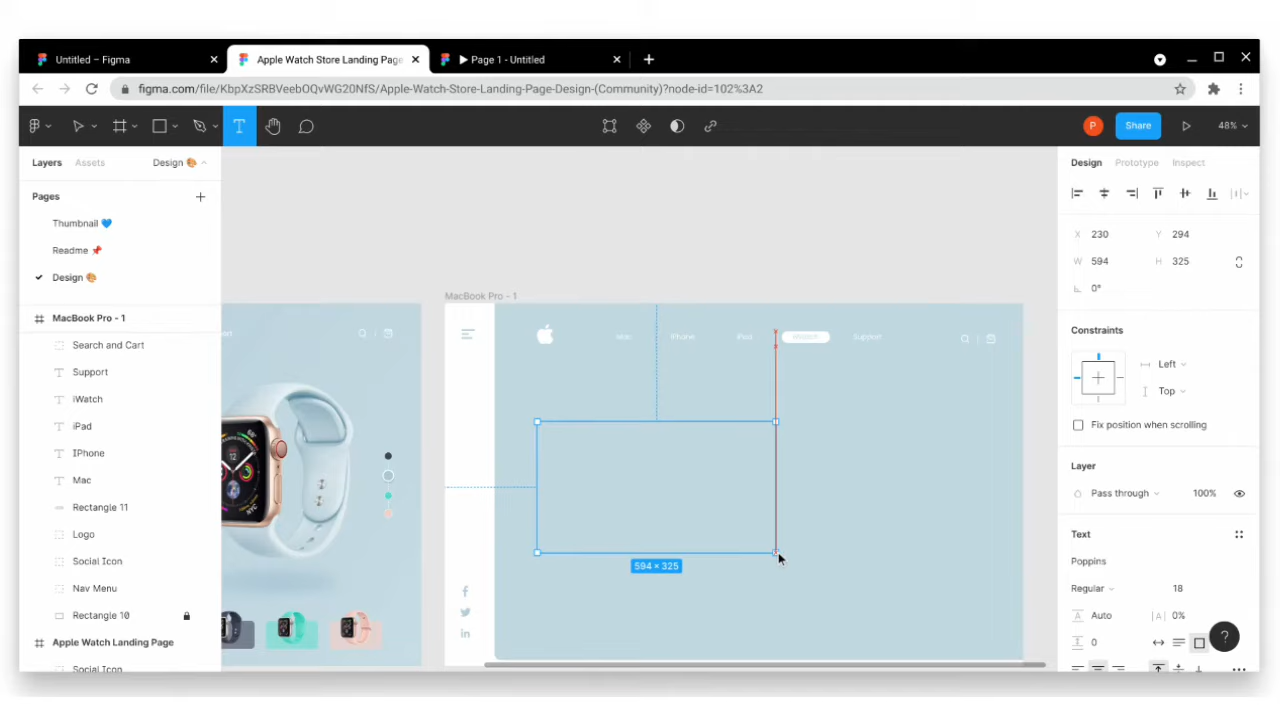 Untitled – Figma
Apple Watch Store Landing Page
Page 1 - Untitled
figma.com/file/KbpXzSRBVeebOQvWG20NfS/Apple-Watch-Store-Landing-Page-Design-(Community)?node-id=102%3A2
P
Share
48%
Layers
Assets
Design 🎨
Pages
Thumbnail 💙
Readme 📌
Design 🎨
MacBook Pro - 1
Search and Cart
Support
iWatch
iPad
IPhone
Mac
Rectangle 11
Logo
Social Icon
Nav Menu
Rectangle 10
Apple Watch Landing Page
Social Icon
MacBook Pro - 1
Mac
IPhone
iPad
Support
594 × 325
Design
Prototype
Inspect
X 230
Y 294
W 594
H 325
0°
Constraints
Left
Top
Fix position when scrolling
Layer
Pass through
100%
Text
Poppins
Regular
18
Auto
0%
0
?